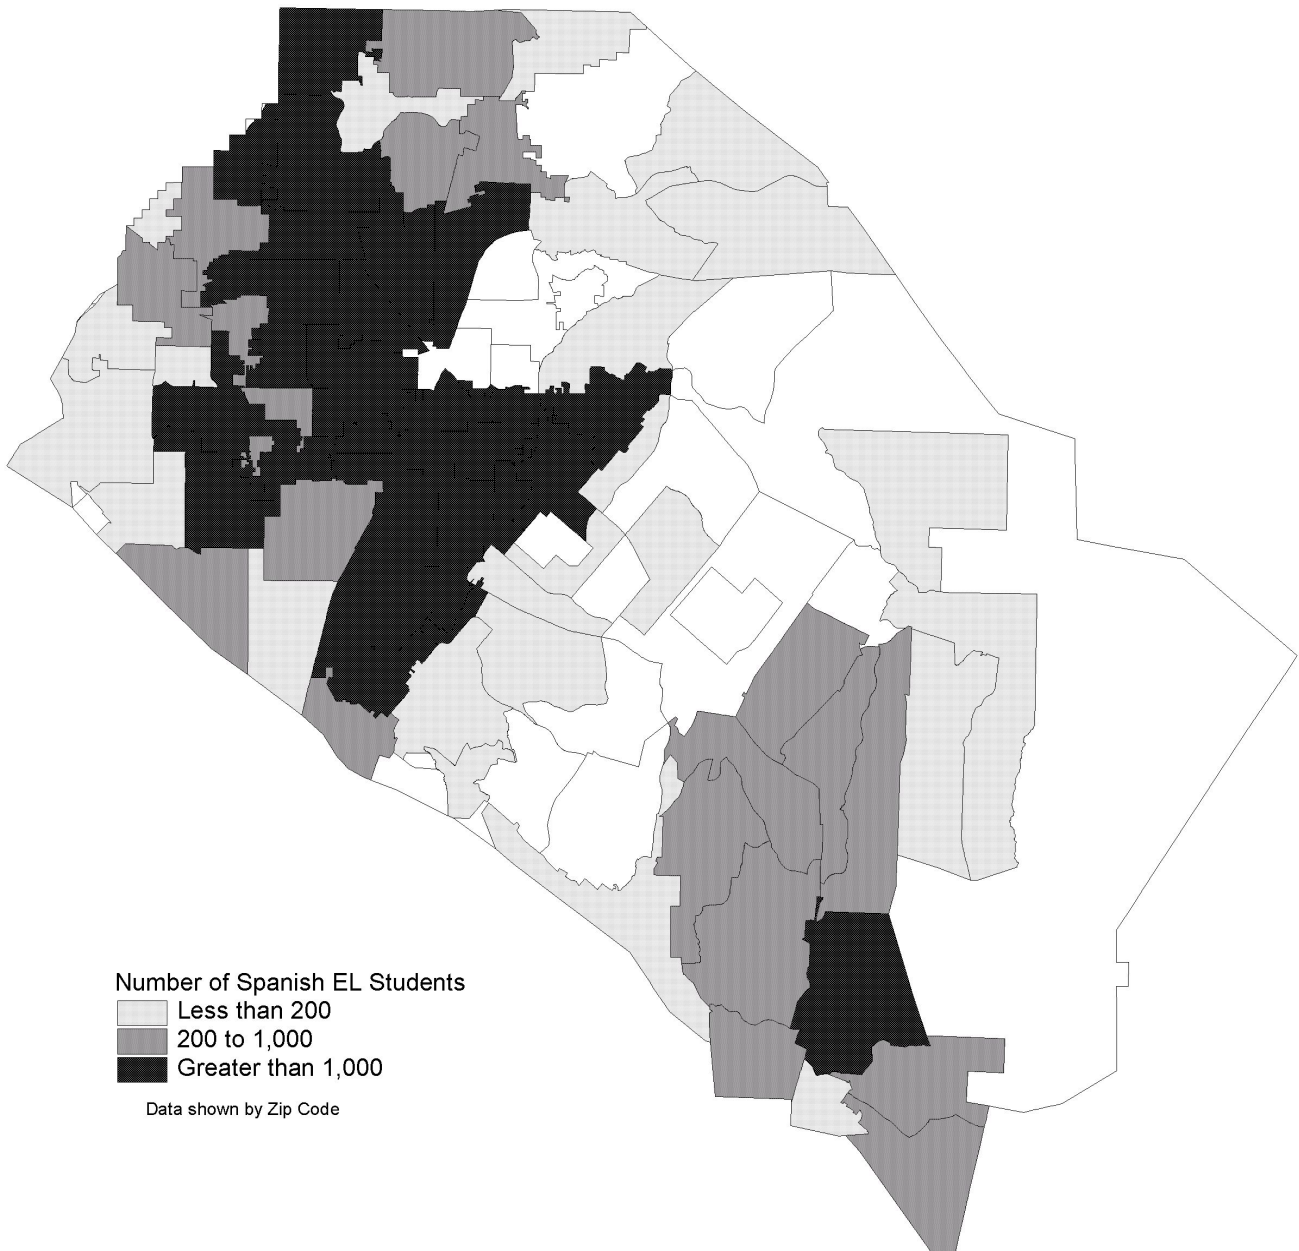 Number of Spanish EL Students
Less than 200
200 to 1,000
Greater than 1,000
Data shown by Zip Code